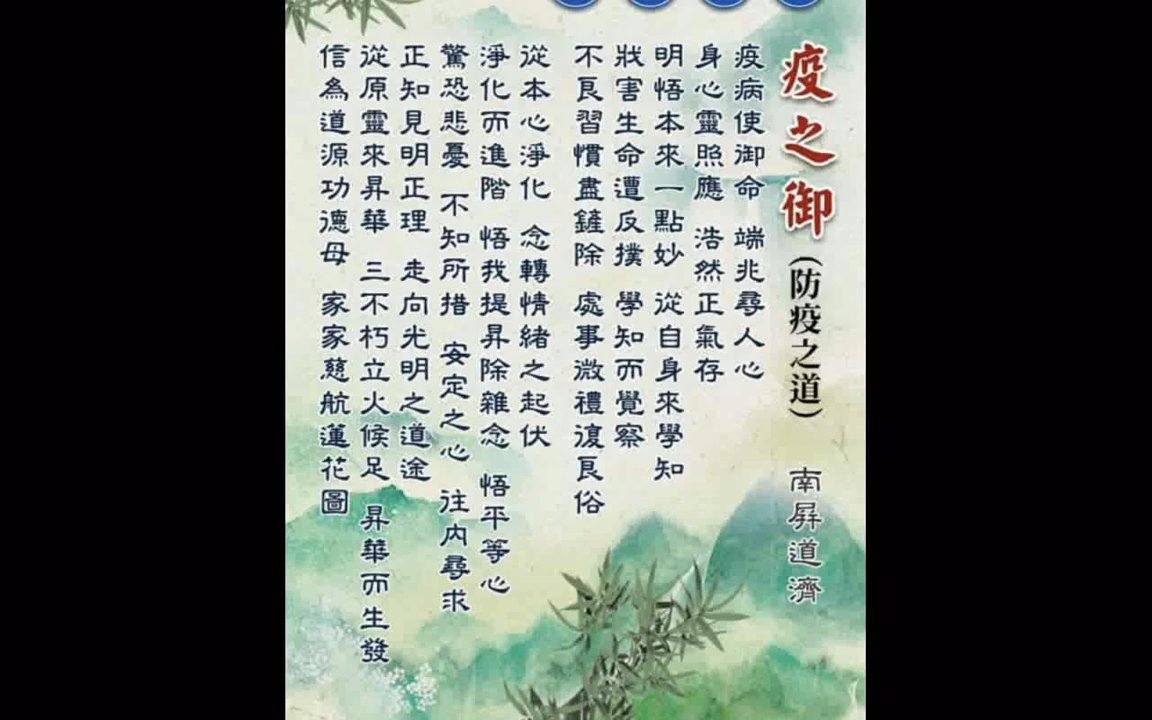 疫之御(防疫之道) 南屏道濟
疫病使御命 端兆尋人心
身心靈照應 浩然正氣存
明悟本來一點妙 從自身來學知
戕害生命遭反撲 學知而覺察
不良習慣盡鏟除 處事微禮復良俗
從本心淨化 念轉情緒之起伏
淨化而進階 悟我提昇除雜念 悟平等心
驚恐悲憂 不知所措 安定之心 往內尋求
正知見明正理 走向光明之道途
從原靈來昇華 三不朽立火候足 昇華而生發
信為道源功德母 家家慈航蓮花圖